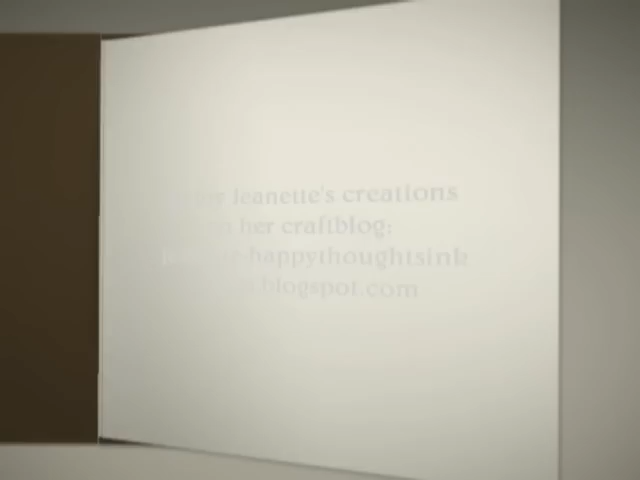 Jeanette's creations
her craftblog:
happythoughtsink
.blogspot.com